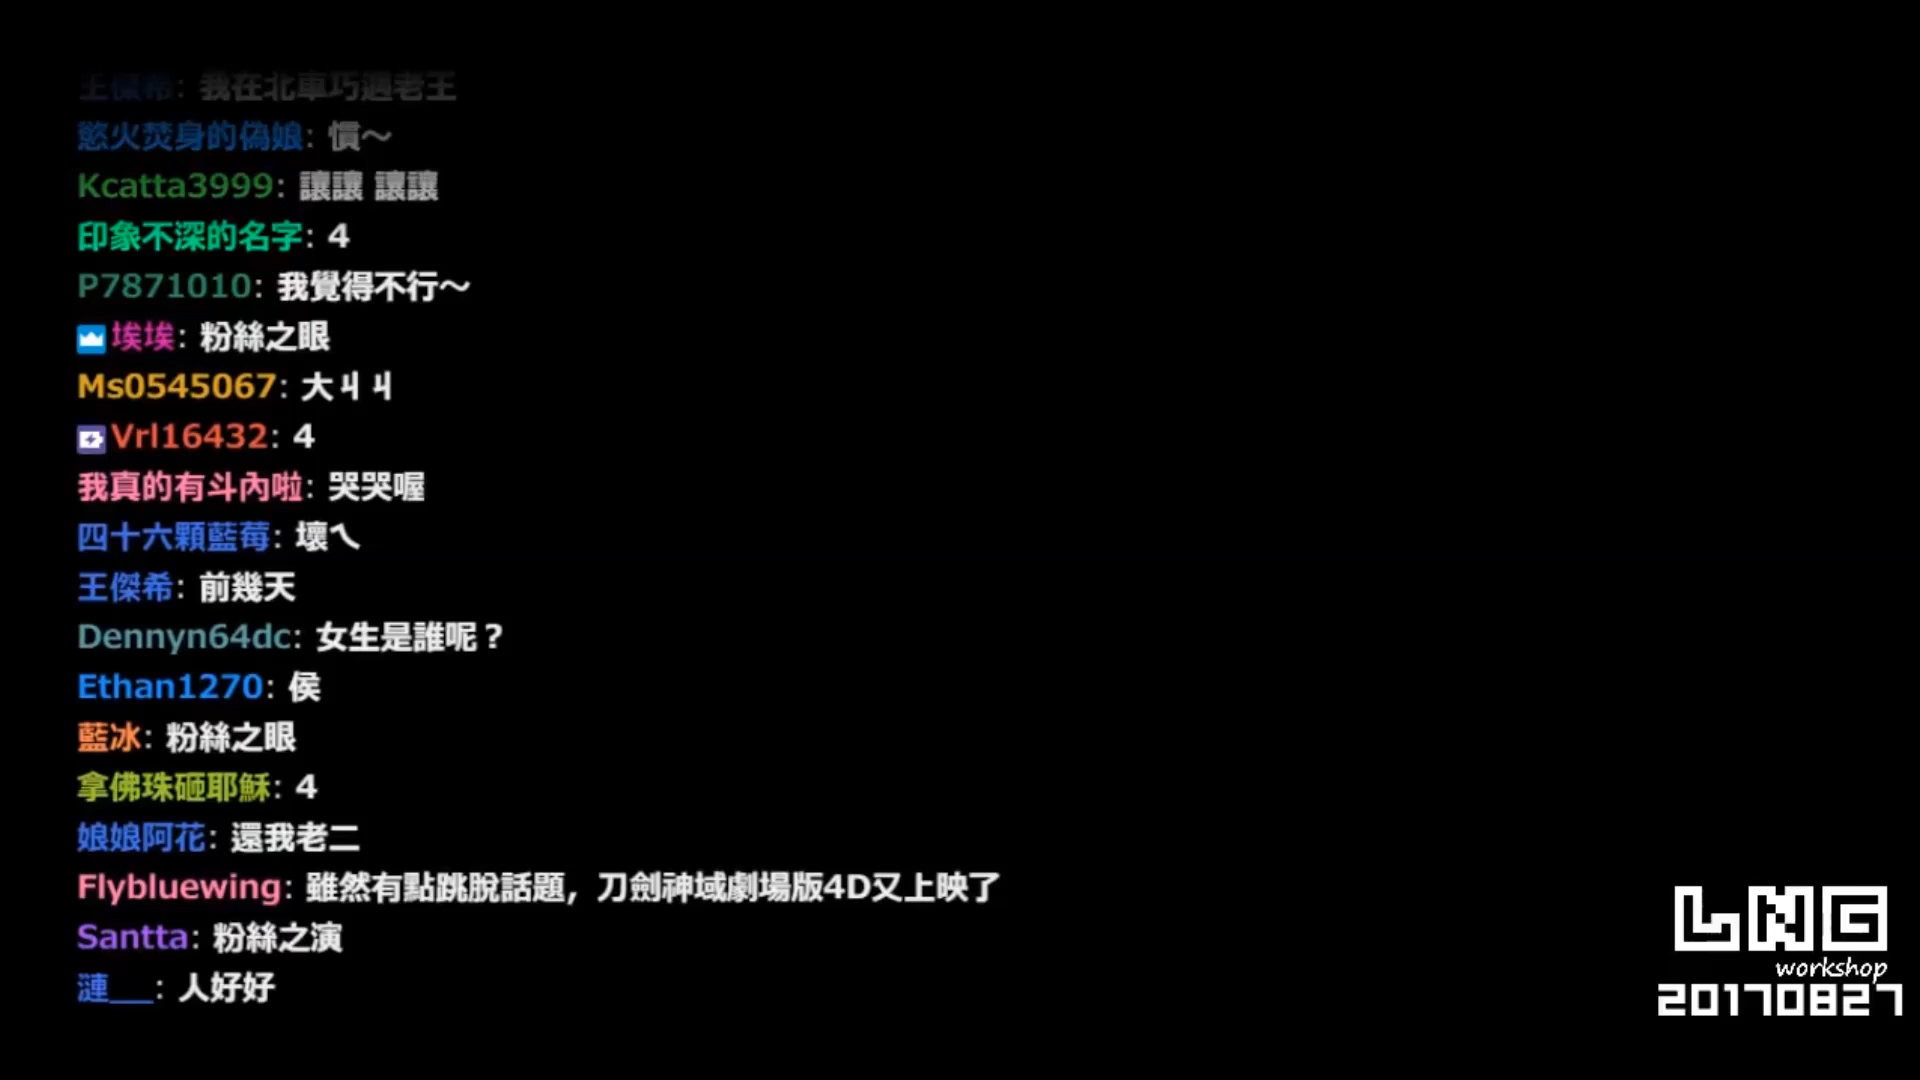 王傑希: 我在北車巧遇老王
慾火焚身的偽娘: 慣～
Kcatta3999: 讓讓 讓讓
印象不深的名字: 4
P7871010: 我覺得不行～
埃埃: 粉絲之眼
Ms0545067: 大ㄐㄐ
Vrl16432: 4
我真的有斗內啦: 哭哭喔
四十六顆藍莓: 壞ㄟ
王傑希: 前幾天
Dennyn64dc: 女生是誰呢？
Ethan1270: 侯
藍冰: 粉絲之眼
拿佛珠砸耶穌: 4
娘娘阿花: 還我老二
Flybluewing: 雖然有點跳脫話題，刀劍神域劇場版4D又上映了
Santta: 粉絲之演
漣__: 人好好
LNG
workshop
20170827